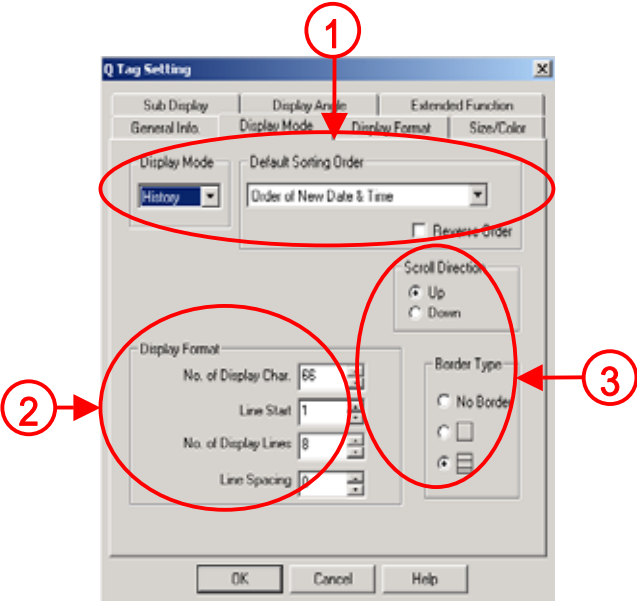 1
Q Tag Setting
Sub Display Display Angle Extended Function
General Info. Display Mode Display Format Size/Color
Display Mode Default Sorting Order
History Order of New Date & Time
Reverse Order
Scroll Direction
Up
Down
Display Format
No. of Display Char. 66
Line Start 1
No. of Display Lines 8
Line Spacing 0
Border Type
No Border
2
3
OK Cancel Help